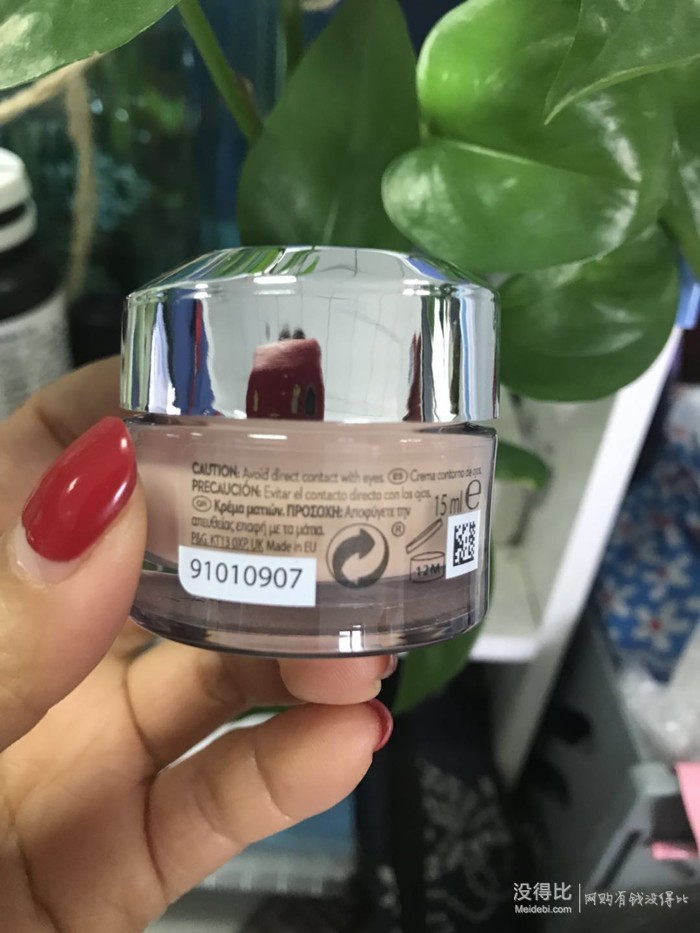 CAUTION: Avoid direct contact with eyes. ES Crema contorno de ojos.
PRECAUCIÓN: Evitar el contacto directo con los ojos.
GR Κρέμα ματιών. ΠΡΟΣΟΧΗ: Αποφύγετε την
απευθείας επαφή με τα μάτια.
P&G, KT13 0XP, UK Made in EU
15 ml e
®
12M
91010907
没得比
Meidebi.com
网购有钱没得比